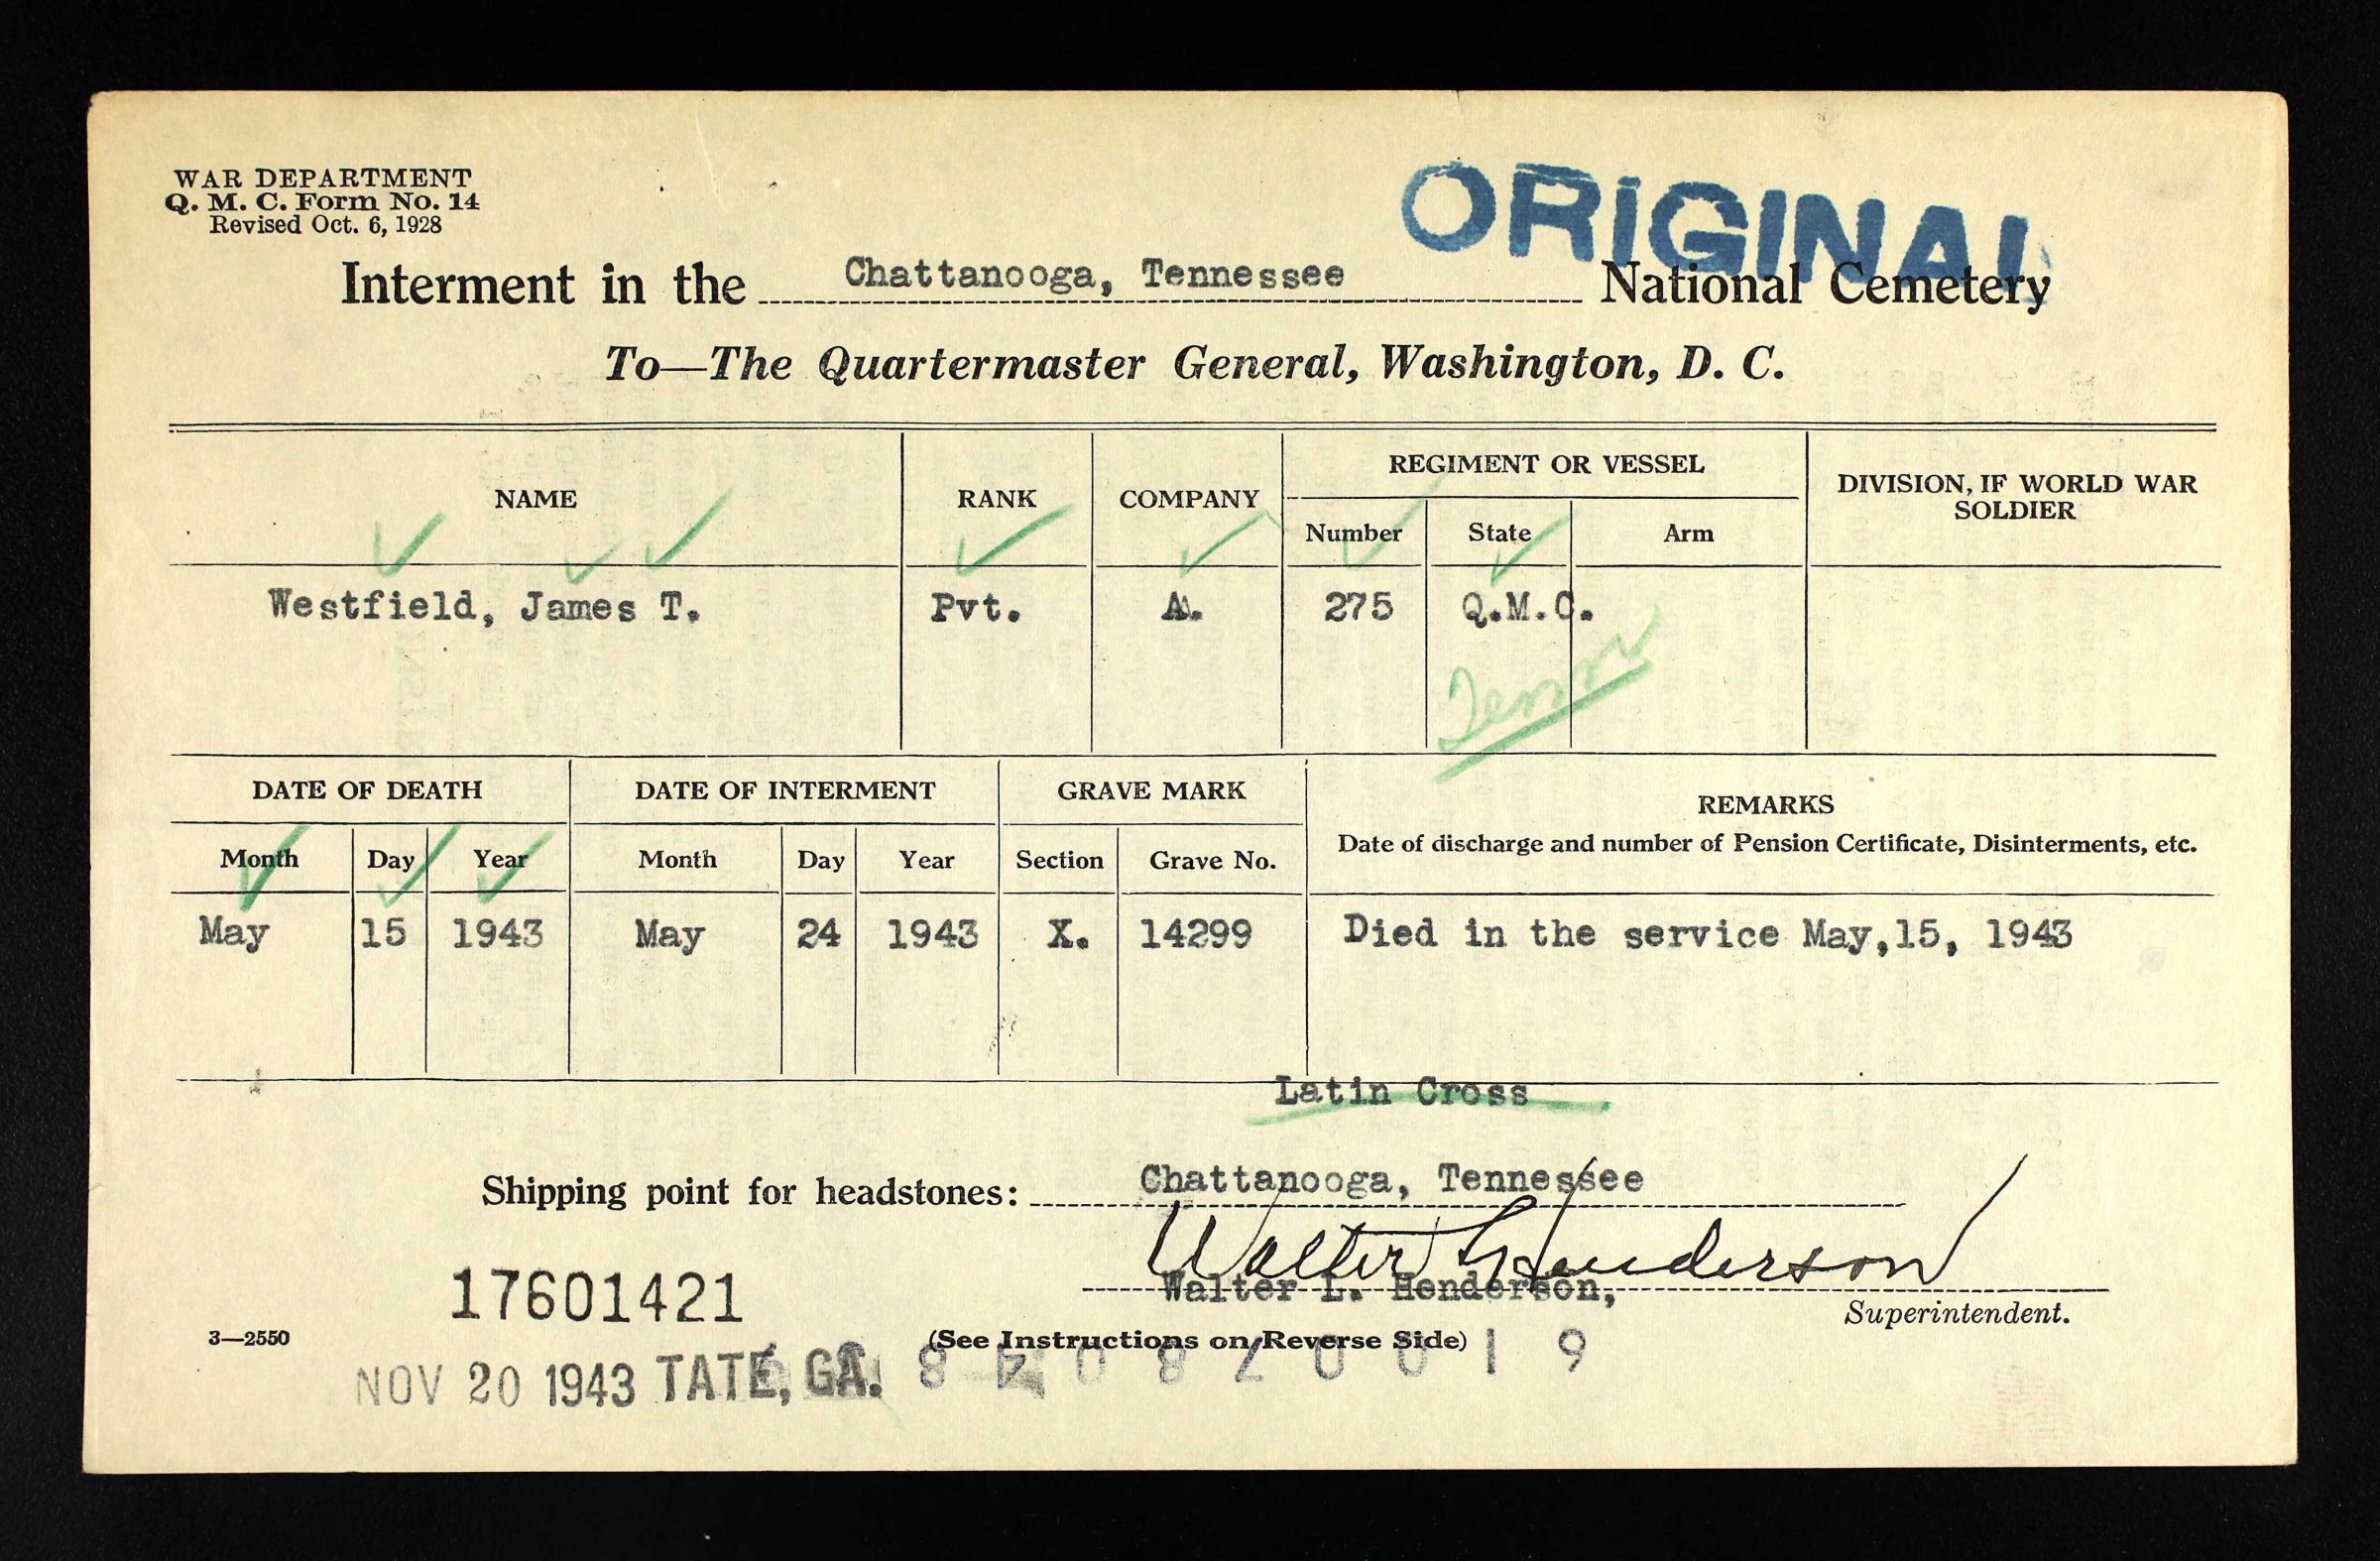 WAR DEPARTMENT
Q. M. C. Form No. 14
Revised Oct. 6, 1928
ORIGINAL
Interment in the Chattanooga, Tennessee National Cemetery
To—The Quartermaster General, Washington, D. C.
NAME RANK COMPANY REGIMENT OR VESSEL DIVISION, IF WORLD WAR SOLDIER
Number State Arm
Westfield, James T. Pvt. A. 275 Q.M.C.
Tenn
DATE OF DEATH DATE OF INTERMENT GRAVE MARK REMARKS
Date of discharge and number of Pension Certificate, Disinterments, etc.
Month Day Year Month Day Year Section Grave No.
May 15 1943 May 24 1943 X. 14299 Died in the service May,15, 1943
Latin Cross
Shipping point for headstones: Chattanooga, Tennessee
Walter L. Henderson
Walter L. Henderson,
Superintendent.
17601421
3—2550 (See Instructions on Reverse Side)
NOV 20 1943 TATE, GA.